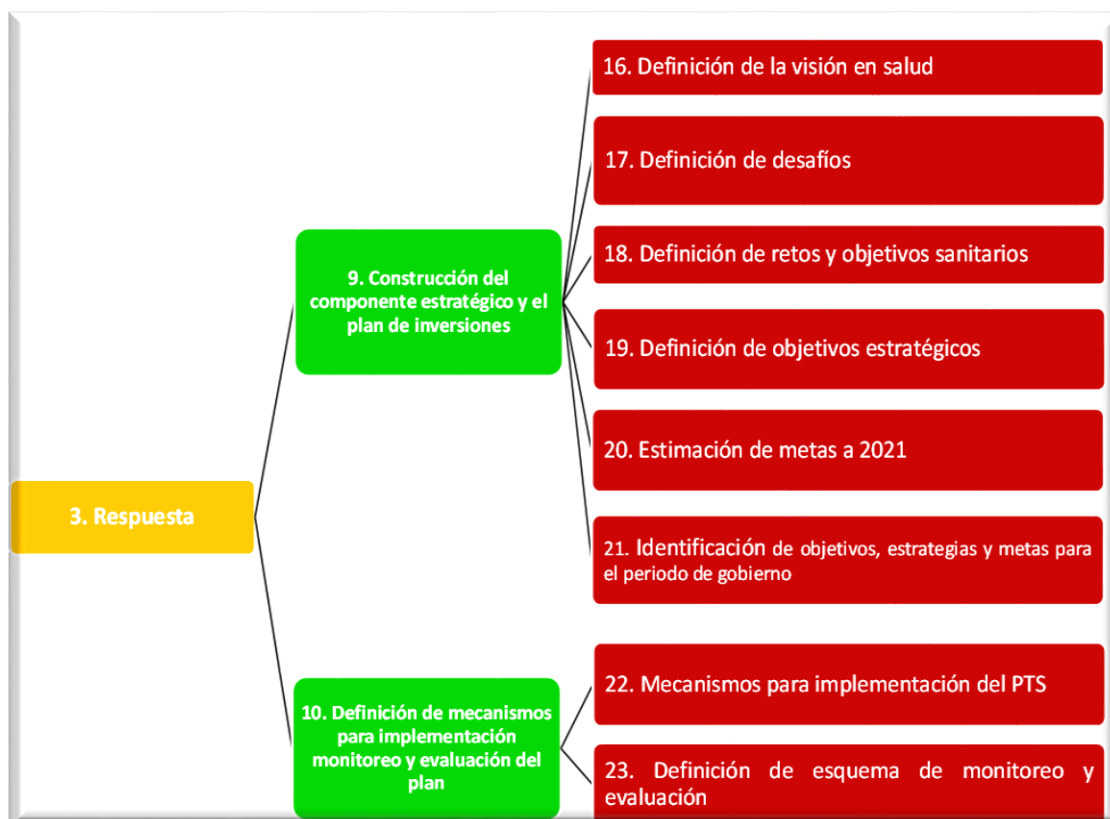 16. Definición de la visión en salud
17. Definición de desafíos
18. Definición de retos y objetivos sanitarios
9. Construcción del
componente estratégico y el
plan de inversiones
19. Definición de objetivos estratégicos
20. Estimación de metas a 2021
3. Respuesta
21. Identificación de objetivos, estrategias y metas para
el periodo de gobierno
22. Mecanismos para implementación del PTS
10. Definición de mecanismos
para implementación
monitoreo y evaluación del
plan
23. Definición de esquema de monitoreo y
evaluación